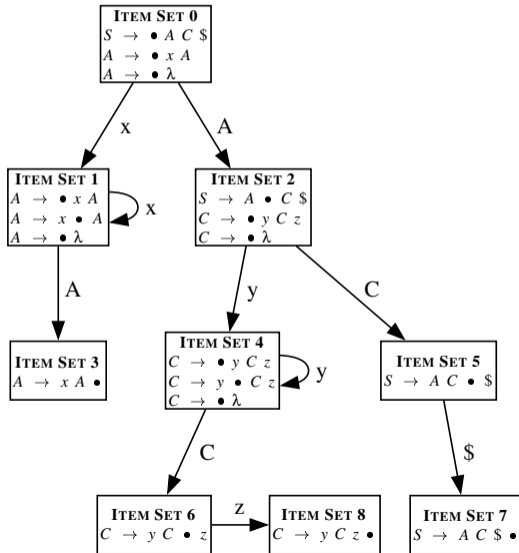 ITEM SET 0
S → • A C $
A → • x A
A → • λ
x
A
ITEM SET 1
A → • x A
A → x • A
A → • λ
x
ITEM SET 2
S → A • C $
C → • y C z
C → • λ
A
y
C
ITEM SET 3
A → x A •
ITEM SET 4
C → • y C z
C → y • C z
C → • λ
y
ITEM SET 5
S → A C • $
C
$
ITEM SET 6
C → y C • z
z
ITEM SET 8
C → y C z •
ITEM SET 7
S → A C $ •